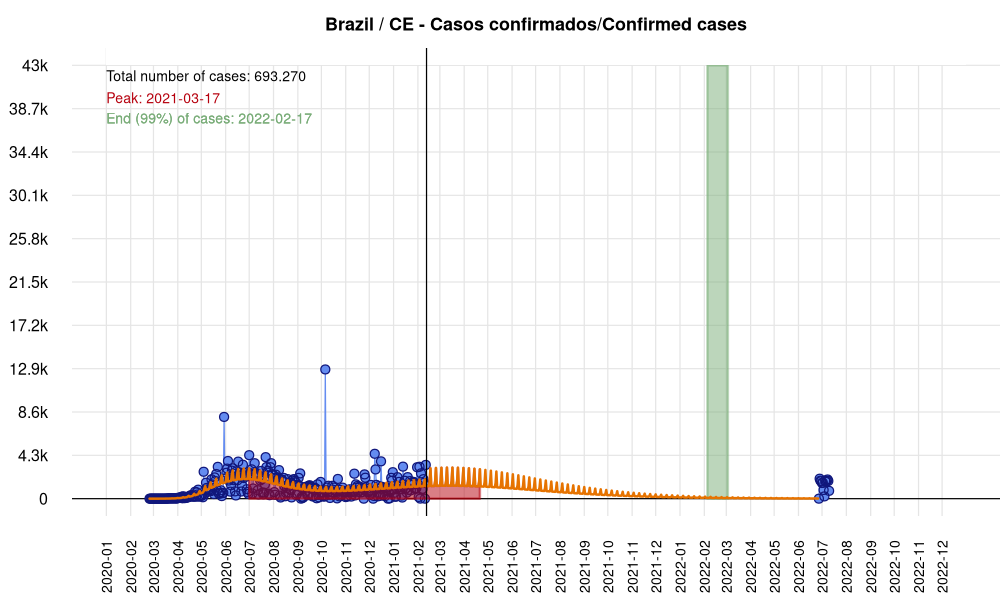 Brazil / CE - Casos confirmados/Confirmed cases
Total number of cases: 693.270
Peak: 2021-03-17
End (99%) of cases: 2022-02-17
43k
38.7k
34.4k
30.1k
25.8k
21.5k
17.2k
12.9k
8.6k
4.3k
0
2020-01
2020-02
2020-03
2020-04
2020-05
2020-06
2020-07
2020-08
2020-09
2020-10
2020-11
2020-12
2021-01
2021-02
2021-03
2021-04
2021-05
2021-06
2021-07
2021-08
2021-09
2021-10
2021-11
2021-12
2022-01
2022-02
2022-03
2022-04
2022-05
2022-06
2022-07
2022-08
2022-09
2022-10
2022-11
2022-12